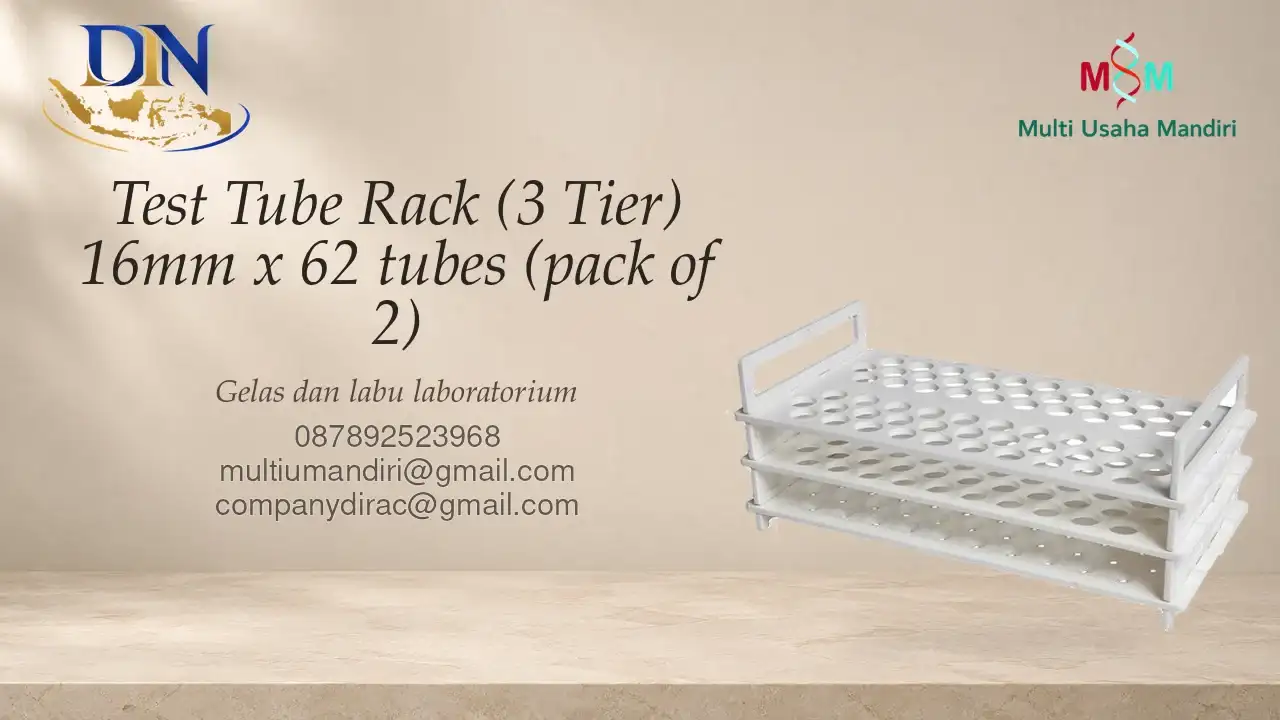 DIN
MSM
Multi Usaha Mandiri
Test Tube Rack (3 Tier)
16mm x 62 tubes (pack of
2)
Gelas dan labu laboratorium
087892523968
multiumandiri@gmail.com
companydirac@gmail.com